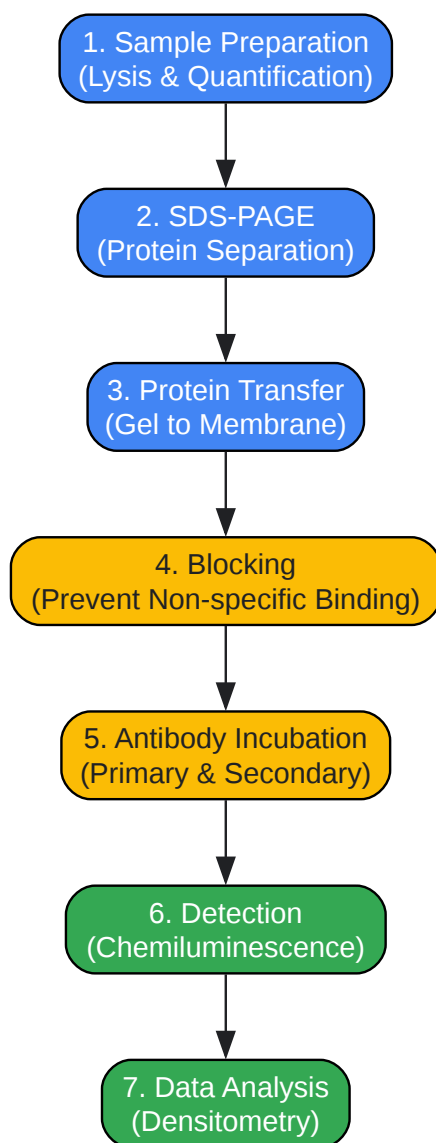 1. Sample Preparation
(Lysis & Quantification)
2. SDS-PAGE
(Protein Separation)
3. Protein Transfer
(Gel to Membrane)
4. Blocking
(Prevent Non-specific Binding)
5. Antibody Incubation
(Primary & Secondary)
6. Detection
(Chemiluminescence)
7. Data Analysis
(Densitometry)